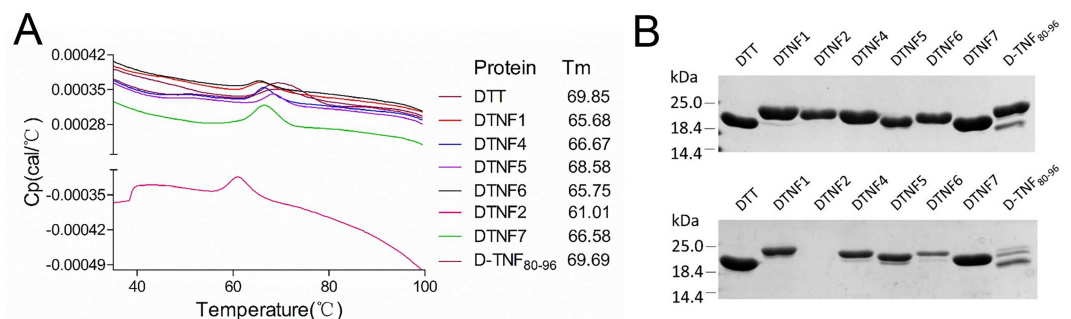 A
0.00042
0.00035
0.00028
-0.00035
-0.00042
-0.00049
Cp(cal/℃)
40 60 80 100
Temperature(℃)
Protein Tm
DTT 69.85
DTNF1 65.68
DTNF4 66.67
DTNF5 68.58
DTNF6 65.75
DTNF2 61.01
DTNF7 66.58
D-TNF80-96 69.69
B
DTT DTNF1 DTNF2 DTNF4 DTNF5 DTNF6 DTNF7 D-TNF80-96
kDa
25.0
18.4
14.4
DTT DTNF1 DTNF2 DTNF4 DTNF5 DTNF6 DTNF7 D-TNF80-96
kDa
25.0
18.4
14.4